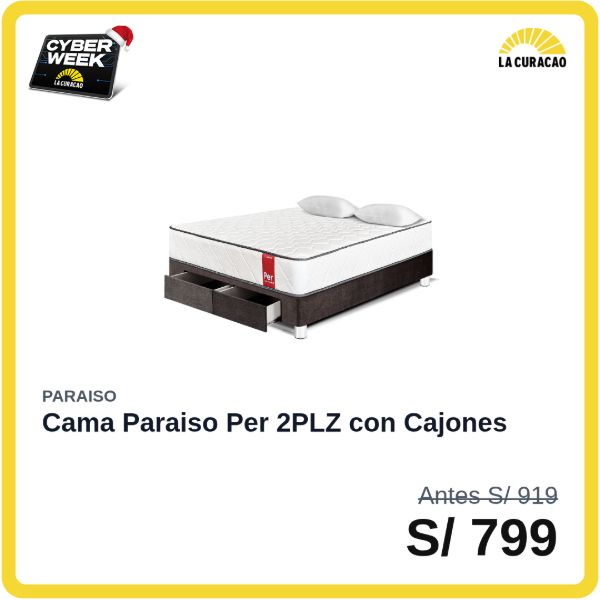 CYBER
WEEK
LA CURACAO
LA CURACAO
Per
PARAISO
Cama Paraiso Per 2PLZ con Cajones
Antes S/ 919
S/ 799